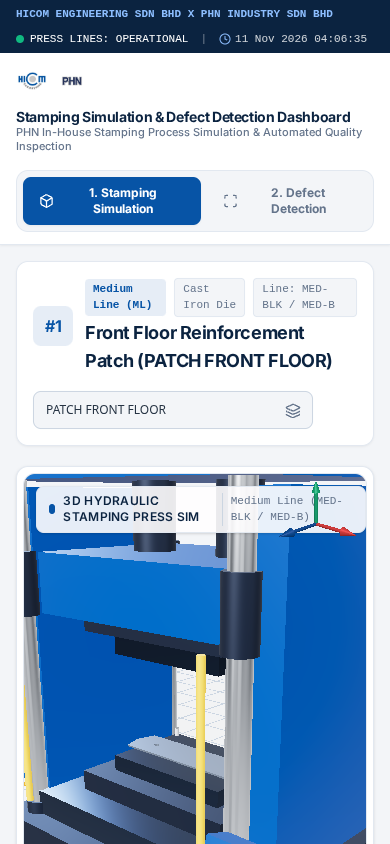 HICOM ENGINEERING SDN BHD X PHN INDUSTRY SDN BHD
PRESS LINES: OPERATIONAL | 11 Nov 2026 04:06:35
HICOM PHN
Stamping Simulation & Defect Detection Dashboard
PHN In-House Stamping Process Simulation & Automated Quality
Inspection
1. Stamping
Simulation
2. Defect
Detection
#1
Medium
Line (ML)
Cast
Iron Die
Line: MED-
BLK / MED-B
Front Floor Reinforcement
Patch (PATCH FRONT FLOOR)
PATCH FRONT FLOOR
3D HYDRAULIC
STAMPING PRESS SIM
Medium Line (MED-
BLK / MED-B)